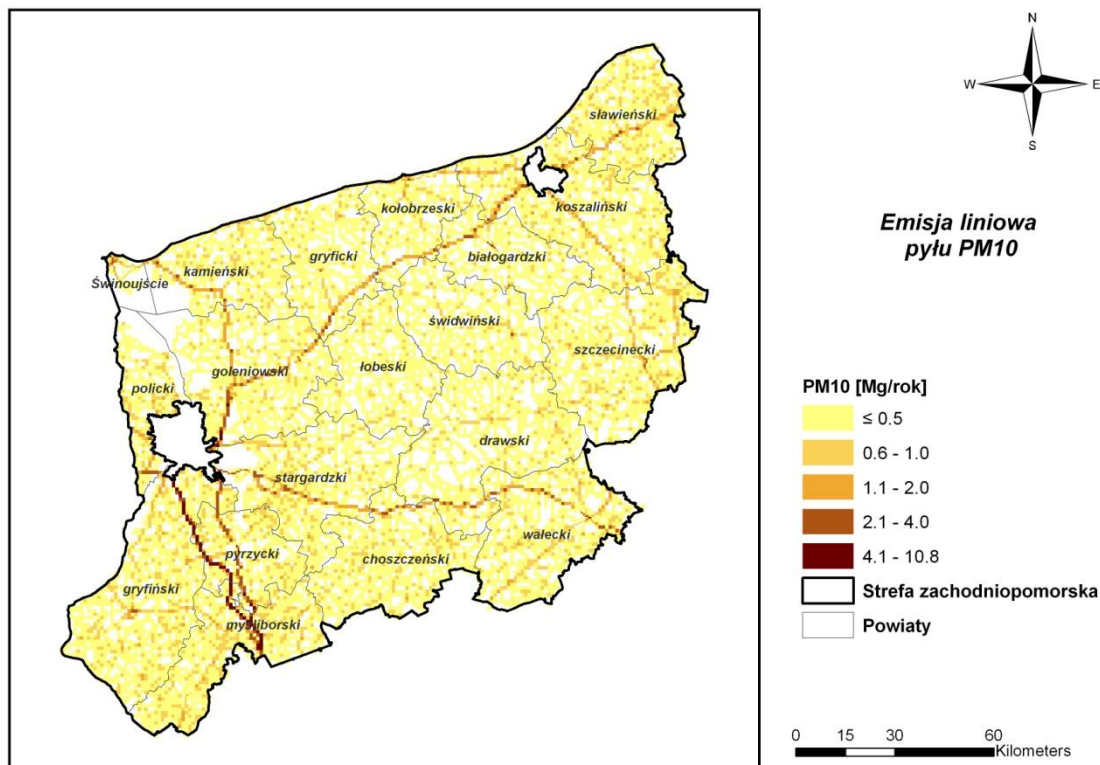 N
W E
S
Emisja liniowa
pyłu PM10
sławieński
kołobrzeski
koszaliński
gryficki
białogardzki
Świnoujście
kamieński
świdwiński
szczecinecki
goleniowski
łobeski
policki
drawski
stargardzki
wałecki
pyrzycki
choszczeński
gryfiński
myśliborski
PM10 [Mg/rok]
≤ 0.5
0.6 - 1.0
1.1 - 2.0
2.1 - 4.0
4.1 - 10.8
Strefa zachodniopomorska
Powiaty
0 15 30 60
Kilometers